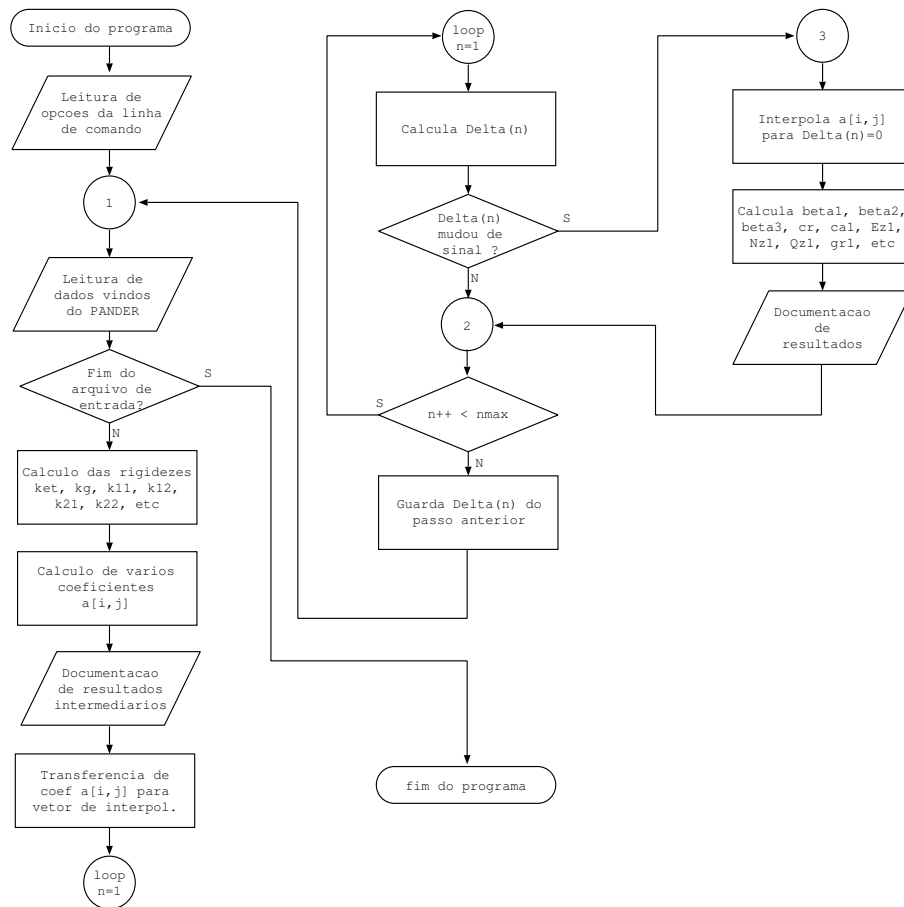 Inicio do programa
Leitura de
opcoes da linha
de comando
1
Leitura de
dados vindos
do PANDER
Fim do
arquivo de
entrada?
S
N
Calculo das rigidezes
ket, kg, k11, k12,
k21, k22, etc
Calculo de varios
coeficientes
a[i,j]
Documentacao
de resultados
intermediarios
Transferencia de
coef a[i,j] para
vetor de interpol.
loop
n=1
loop
n=1
Calcula Delta(n)
Delta(n)
mudou de
sinal ?
S
N
2
S
n++ < nmax
N
Guarda Delta(n) do
passo anterior
fim do programa
3
Interpola a[i,j]
para Delta(n)=0
Calcula beta1, beta2,
beta3, cr, ca1, Ez1,
Nz1, Qz1, gr1, etc
Documentacao
de
resultados